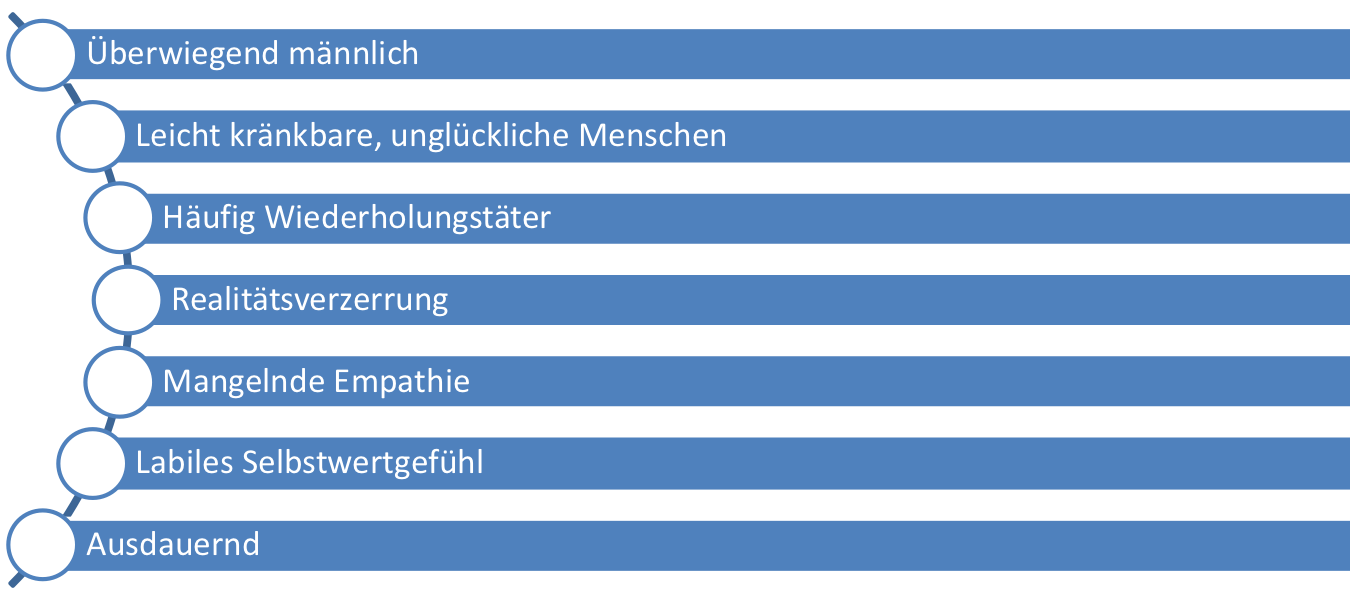 Überwiegend männlich
Leicht kränkbare, unglückliche Menschen
Häufig Wiederholungstäter
Realitätsverzerrung
Mangelnde Empathie
Labiles Selbstwertgefühl
Ausdauernd